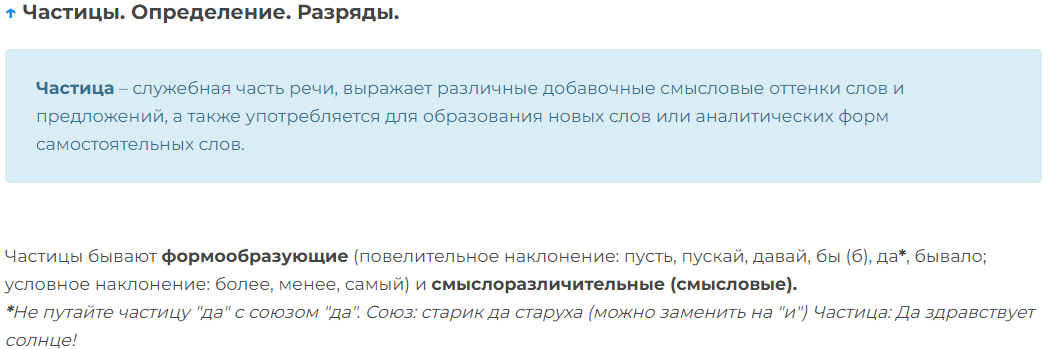 ↑ Частицы. Определение. Разряды.
Частица – служебная часть речи, выражает различные добавочные смысловые оттенки слов и
предложений, а также употребляется для образования новых слов или аналитических форм
самостоятельных слов.
Частицы бывают формообразующие (повелительное наклонение: пусть, пускай, давай, бы (б), да*, бывало;
условное наклонение: более, менее, самый) и смыслоразличительные (смысловые).
*Не путайте частицу "да" с союзом "да". Союз: старик да старуха (можно заменить на "и") Частица: Да здравствует
солнце!